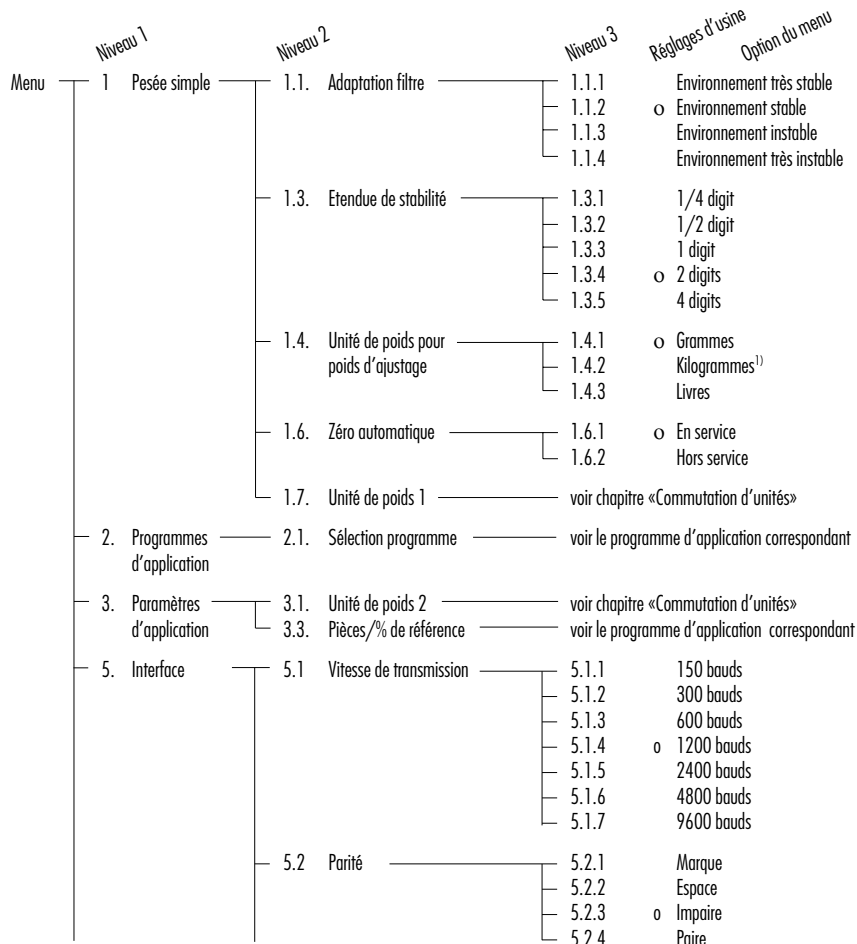 Niveau 1 Niveau 2 Niveau 3 Réglages d'usine Option du menu
Menu 1 Pesée simple 1.1. Adaptation filtre 1.1.1 Environnement très stable
1.1.2 o Environnement stable
1.1.3 Environnement instable
1.1.4 Environnement très instable
1.3. Etendue de stabilité 1.3.1 1/4 digit
1.3.2 1/2 digit
1.3.3 1 digit
1.3.4 o 2 digits
1.3.5 4 digits
1.4. Unité de poids pour 1.4.1 o Grammes
poids d'ajustage 1.4.2 Kilogrammes1)
1.4.3 Livres
1.6. Zéro automatique 1.6.1 o En service
1.6.2 Hors service
1.7. Unité de poids 1 voir chapitre «Commutation d'unités»
2. Programmes 2.1. Sélection programme voir le programme d'application correspondant
d'application
3. Paramètres 3.1. Unité de poids 2 voir chapitre «Commutation d'unités»
d'application 3.3. Pièces/% de référence voir le programme d'application correspondant
5. Interface 5.1 Vitesse de transmission 5.1.1 150 bauds
5.1.2 300 bauds
5.1.3 600 bauds
5.1.4 o 1200 bauds
5.1.5 2400 bauds
5.1.6 4800 bauds
5.1.7 9600 bauds
5.2 Parité 5.2.1 Marque
5.2.2 Espace
5.2.3 o Impaire
5.2.4 Paire